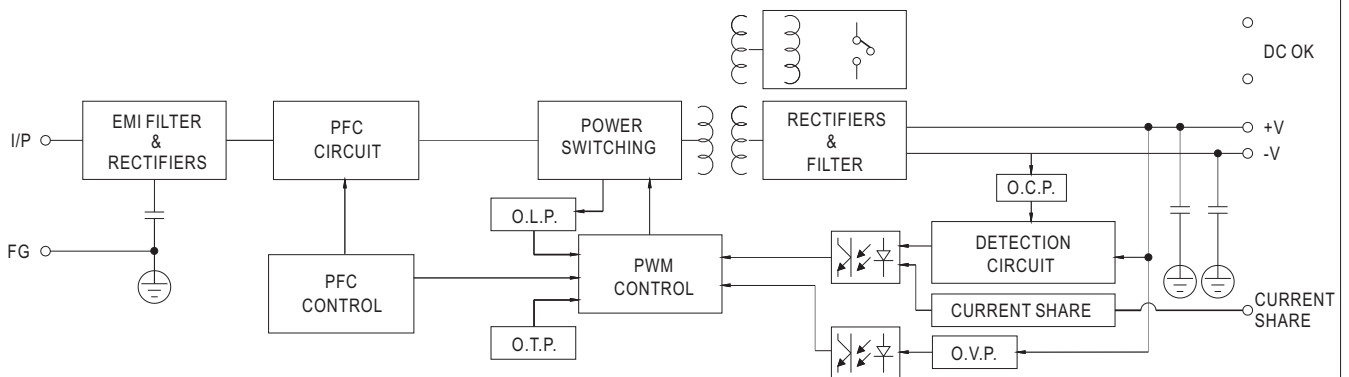 DC OK
I/P
EMI FILTER
&
RECTIFIERS
PFC
CIRCUIT
POWER
SWITCHING
RECTIFIERS
&
FILTER
+V
-V
O.C.P.
O.L.P.
FG
PFC
CONTROL
PWM
CONTROL
DETECTION
CIRCUIT
CURRENT SHARE
CURRENT
SHARE
O.T.P.
O.V.P.